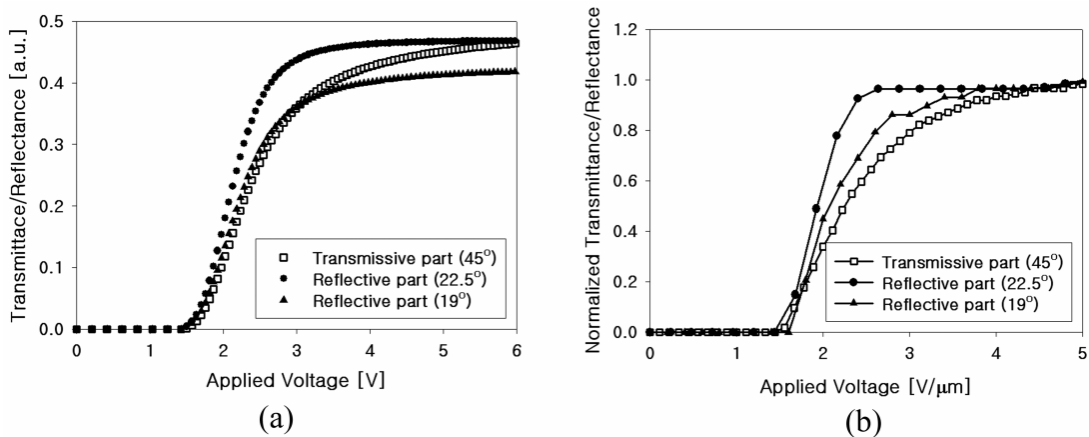 Transmittace/Reflectance [a.u.]
0.5
0.4
0.3
0.2
0.1
0.0
Transmissive part (45°)
Reflective part (22.5°)
Reflective part (19°)
0 1 2 3 4 5 6
Applied Voltage [V]
(a)
Normalized Transmittance/Reflectance
1.2
1.0
0.8
0.6
0.4
0.2
0.0
Transmissive part (45°)
Reflective part (22.5°)
Reflective part (19°)
0 1 2 3 4 5
Applied Voltage [V/μm]
(b)